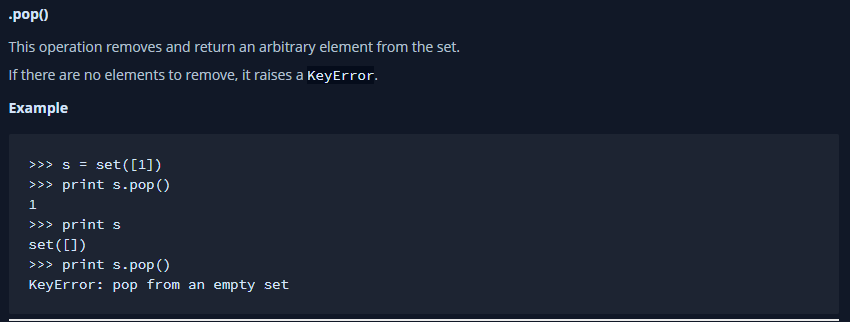 .pop()
This operation removes and return an arbitrary element from the set.
If there are no elements to remove, it raises a KeyError.
Example
>>> s = set([1])
>>> print s.pop()
1
>>> print s
set([])
>>> print s.pop()
KeyError: pop from an empty set